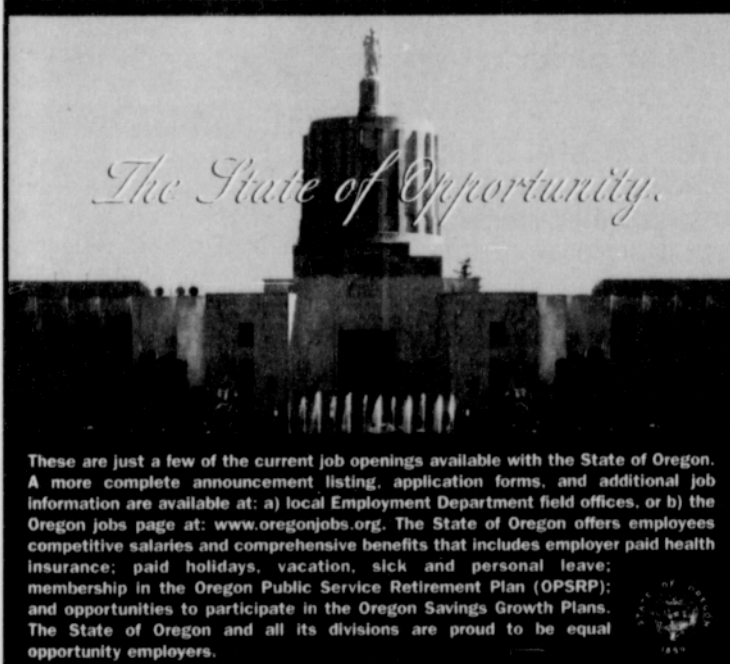 The State of Opportunity.
These are just a few of the current job openings available with the State of Oregon.
A more complete announcement listing, application forms, and additional job
information are available at: a) local Employment Department field offices, or b) the
Oregon jobs page at: www.oregonjobs.org. The State of Oregon offers employees
competitive salaries and comprehensive benefits that includes employer paid health
insurance; paid holidays, vacation, sick and personal leave;
membership in the Oregon Public Service Retirement Plan (OPSRP);
and opportunities to participate in the Oregon Savings Growth Plans.
The State of Oregon and all its divisions are proud to be equal
opportunity employers.
STATE OF OREGON
1859